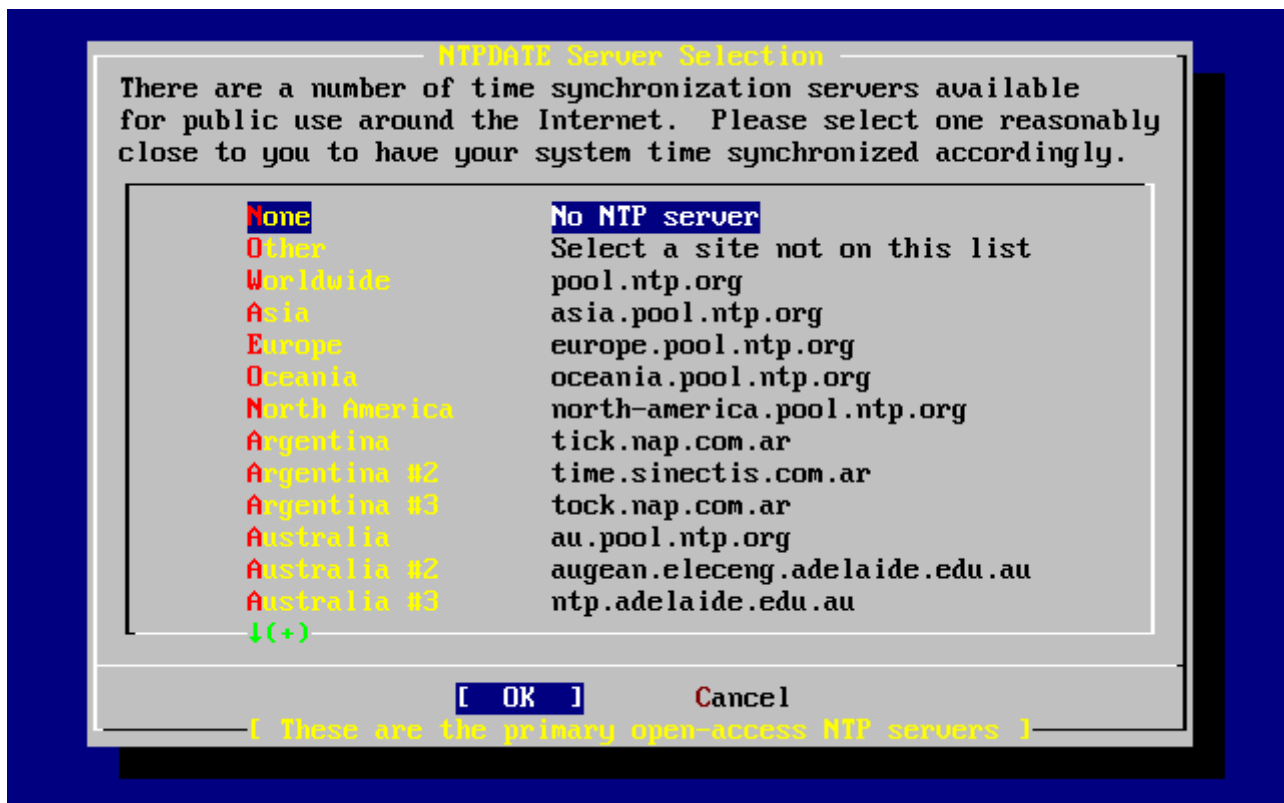 NTPDATE Server Selection
There are a number of time synchronization servers available
for public use around the Internet.  Please select one reasonably
close to you to have your system time synchronized accordingly.
None No NTP server
Other Select a site not on this list
Worldwide pool.ntp.org
Asia asia.pool.ntp.org
Europe europe.pool.ntp.org
Oceania oceania.pool.ntp.org
North America north-america.pool.ntp.org
Argentina tick.nap.com.ar
Argentina #2 time.sinectis.com.ar
Argentina #3 tock.nap.com.ar
Australia au.pool.ntp.org
Australia #2 augean.eleceng.adelaide.edu.au
Australia #3 ntp.adelaide.edu.au
↓(+)
[  OK  ] Cancel
[ These are the primary open-access NTP servers ]